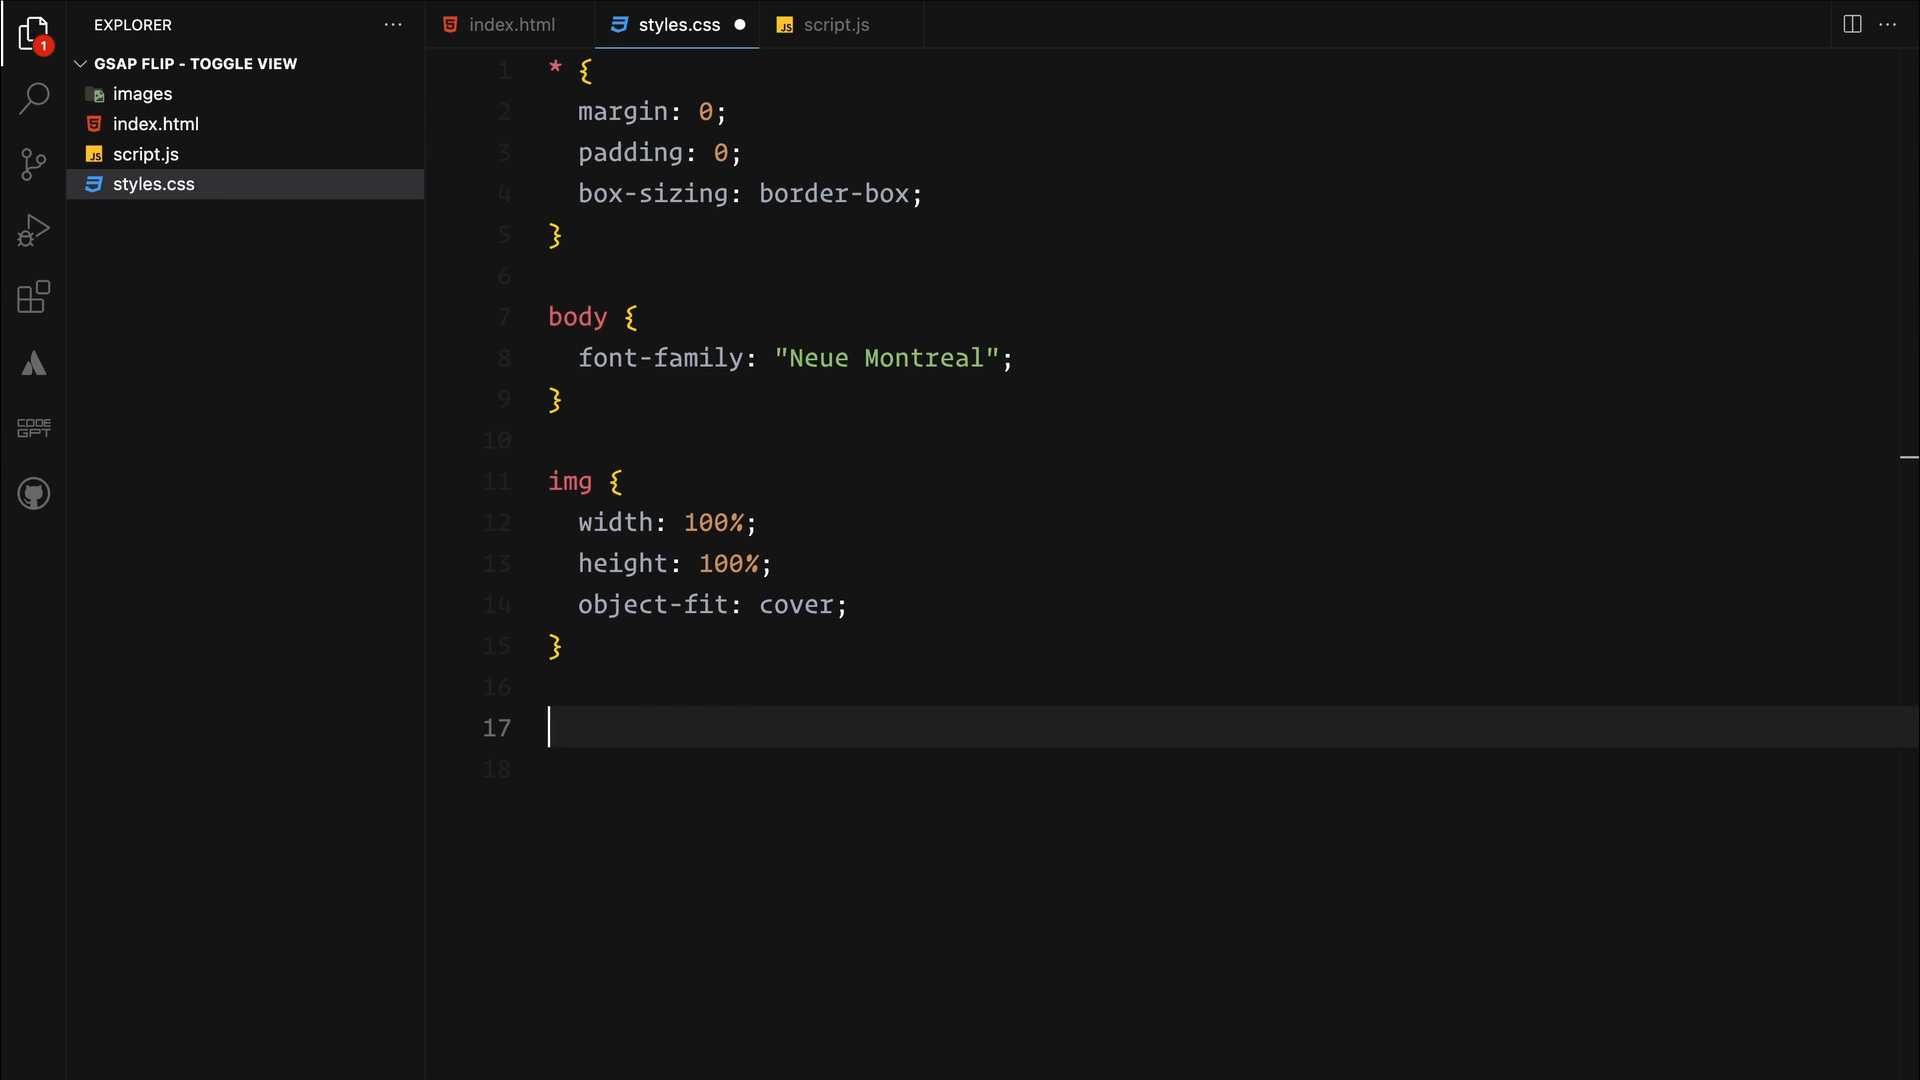 EXPLORER
GSAP FLIP - TOGGLE VIEW
images
index.html
script.js
styles.css
1
CODE
GPT
index.html
styles.css
script.js
1 * {
2 margin: 0;
3 padding: 0;
4 box-sizing: border-box;
5 }
6
7 body {
8 font-family: "Neue Montreal";
9 }
10
11 img {
12 width: 100%;
13 height: 100%;
14 object-fit: cover;
15 }
16
17
18